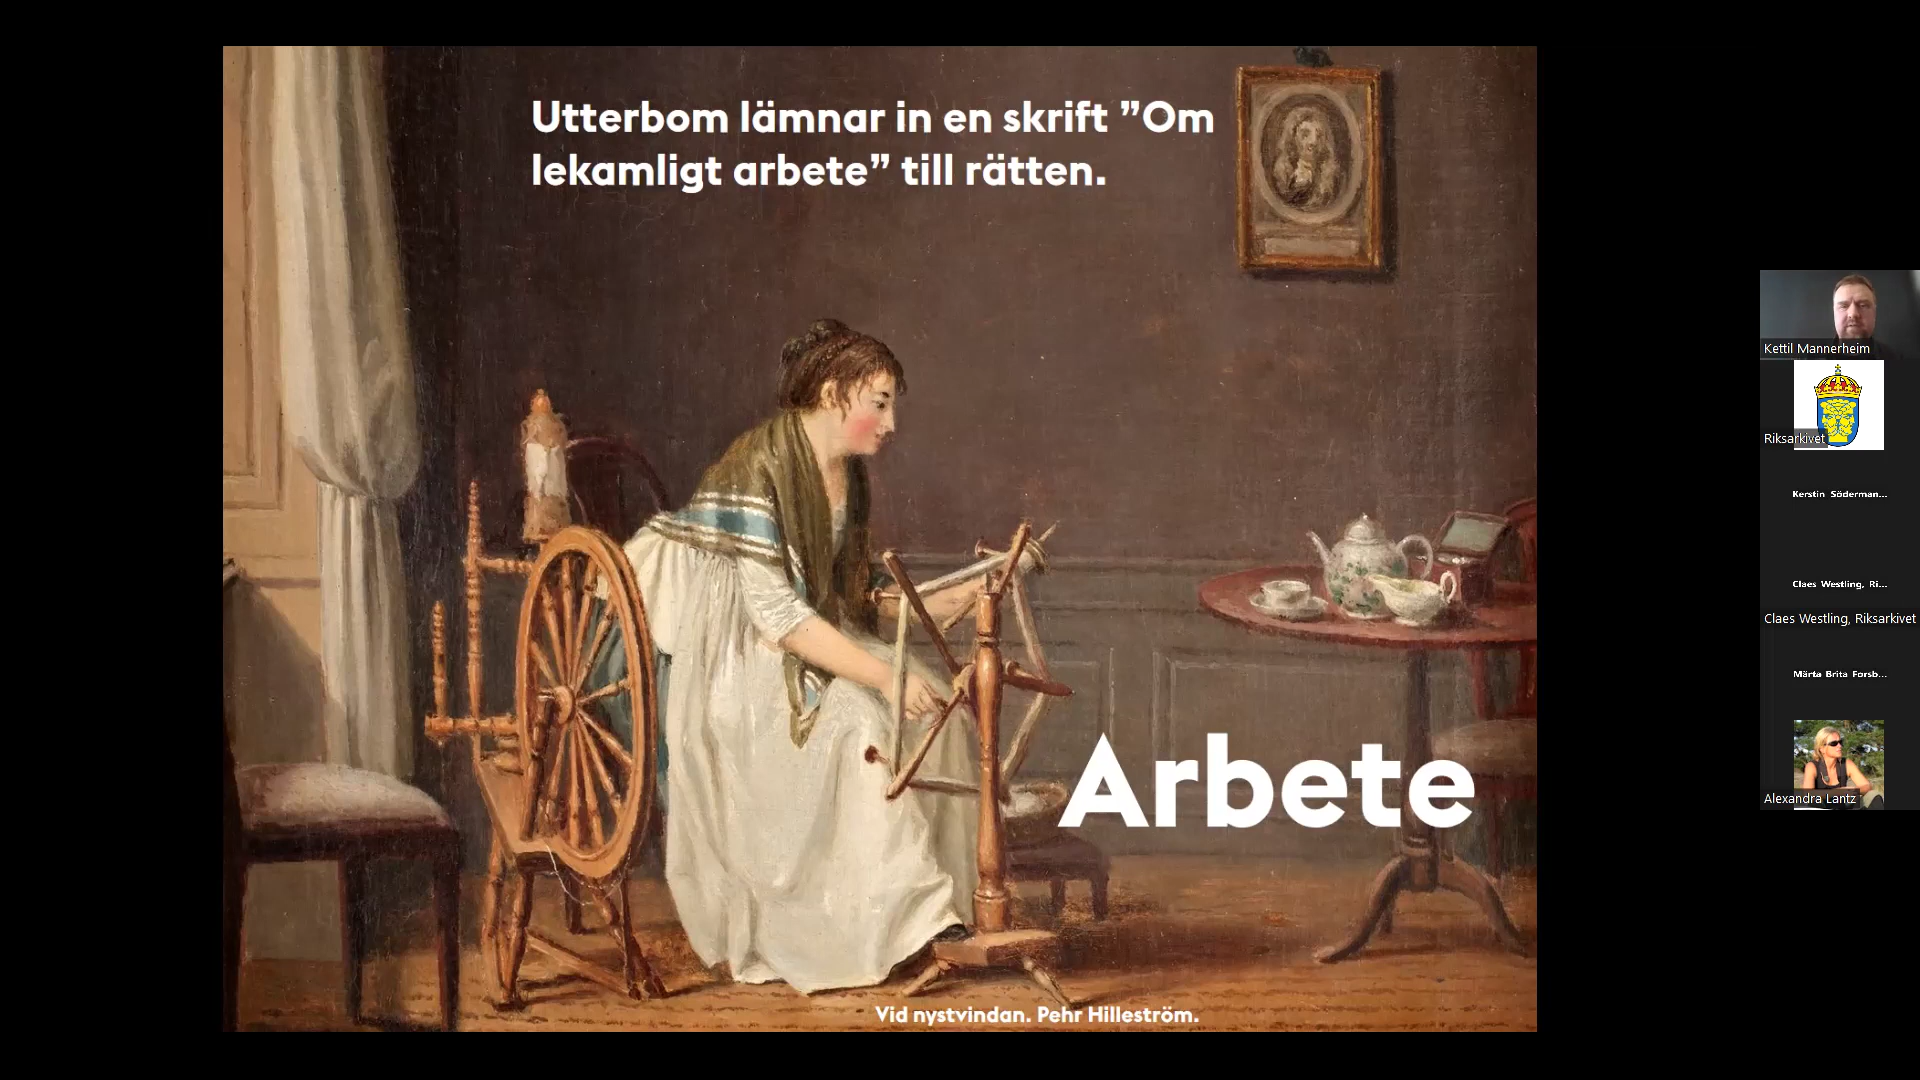 Utterbom lämnar in en skrift ”Om
lekamligt arbete” till rätten.
Arbete
Vid nystvindan. Pehr Hilleström.
Kettil Mannerheim
Riksarkivet
Kerstin Söderman...
Claes Westling, Ri...
Claes Westling, Riksarkivet
Märta Brita Forsb...
Alexandra Lantz